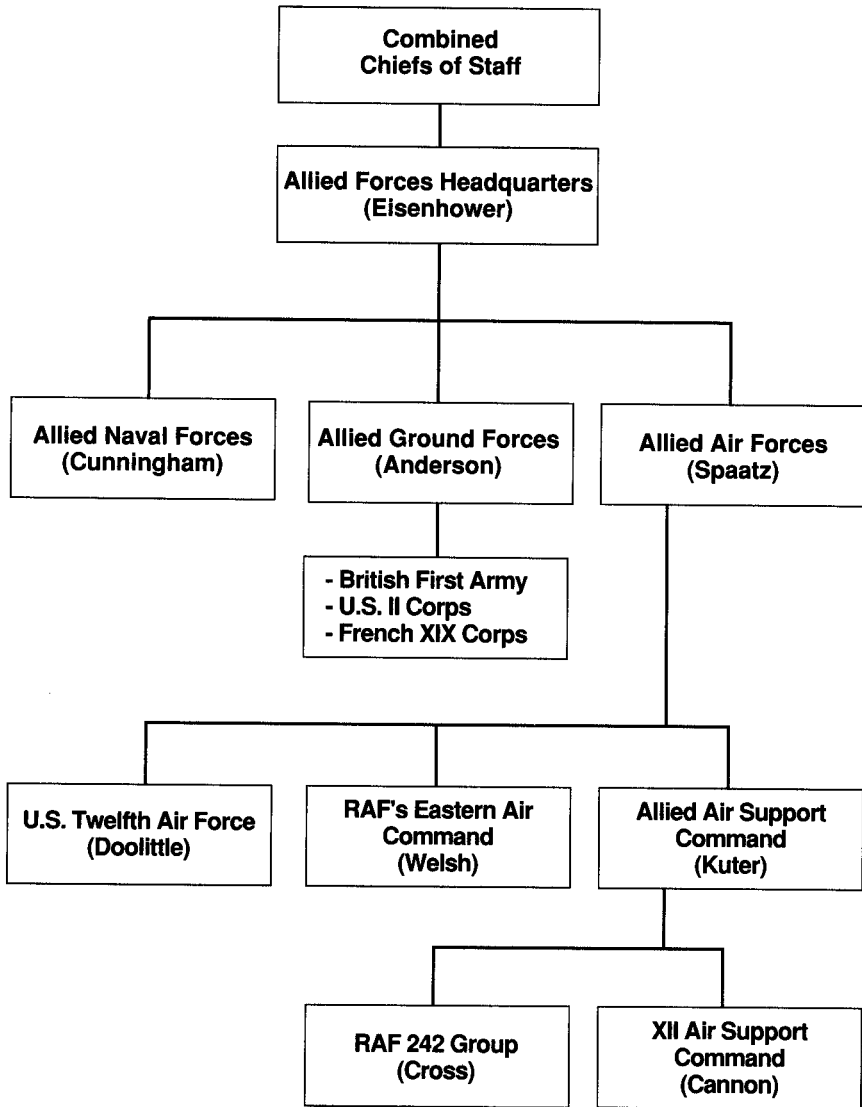 Combined
Chiefs of Staff
Allied Forces Headquarters
(Eisenhower)
Allied Naval Forces
(Cunningham)
Allied Ground Forces
(Anderson)
Allied Air Forces
(Spaatz)
- British First Army
- U.S. II Corps
- French XIX Corps
U.S. Twelfth Air Force
(Doolittle)
RAF's Eastern Air
Command
(Welsh)
Allied Air Support
Command
(Kuter)
RAF 242 Group
(Cross)
XII Air Support
Command
(Cannon)